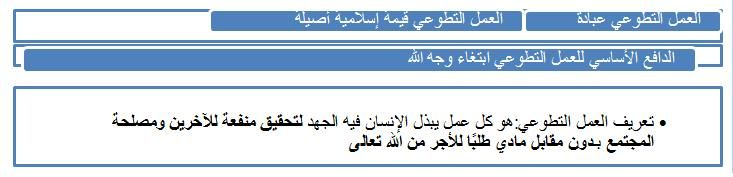 العمل التطوعي عبادة
العمل التطوعي قيمة إسلامية أصيلة
الدافع الأساسي للعمل التطوعي ابتغاء وجه الله
• تعريف العمل التطوعي:هو كل عمل يبذل الإنسان فيه الجهد لتحقيق منفعة للآخرين ومصلحة
المجتمع بدون مقابل مادي طلبًا للأجر من الله تعالى